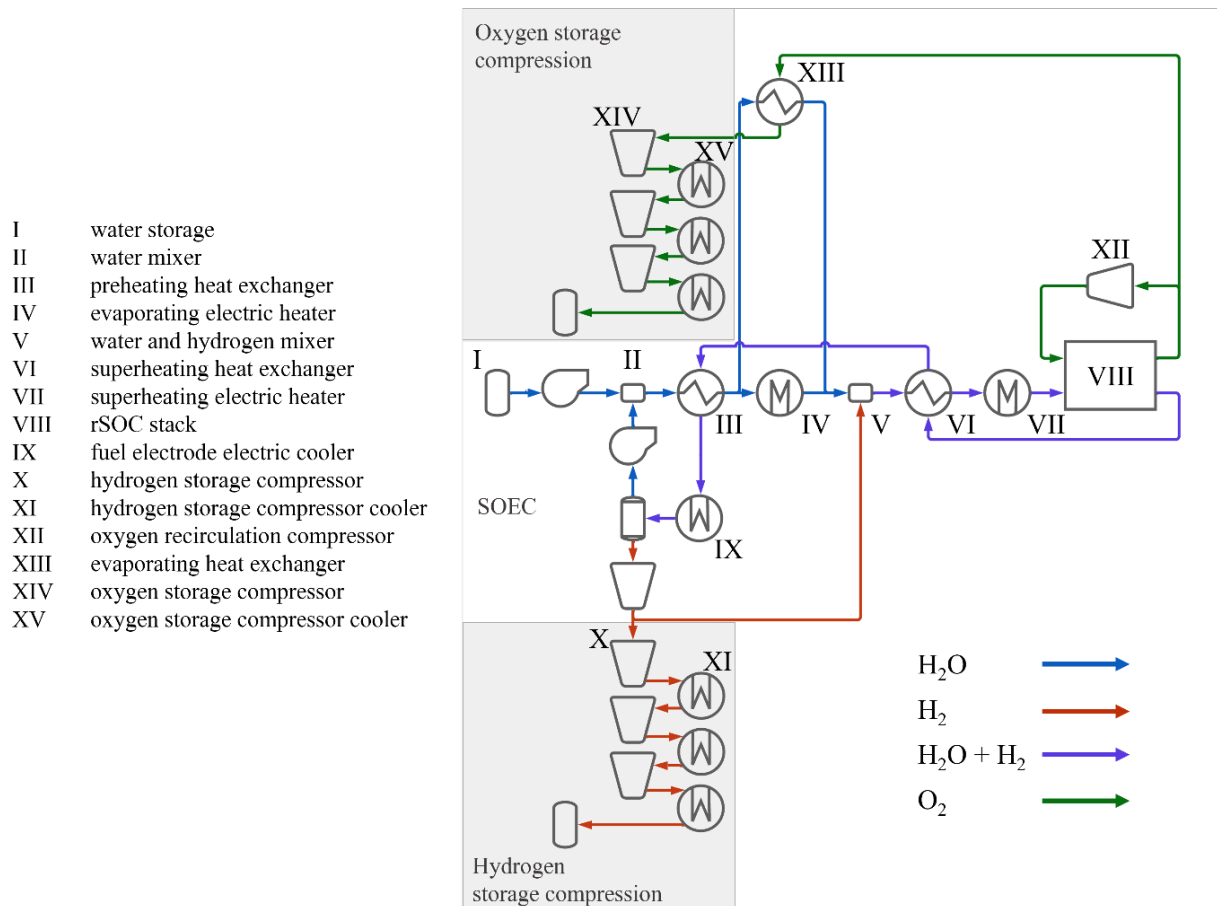 I water storage
II water mixer
III preheating heat exchanger
IV evaporating electric heater
V water and hydrogen mixer
VI superheating heat exchanger
VII superheating electric heater
VIII rSOC stack
IX fuel electrode electric cooler
X hydrogen storage compressor
XI hydrogen storage compressor cooler
XII oxygen recirculation compressor
XIII evaporating heat exchanger
XIV oxygen storage compressor
XV oxygen storage compressor cooler
Oxygen storage
compression
XIII
XIV
XV
XII
I
II
VIII
III
IV
V
VI
VII
SOEC
IX
X
XI
Hydrogen
storage compression
H₂O
H₂
H₂O + H₂
O₂